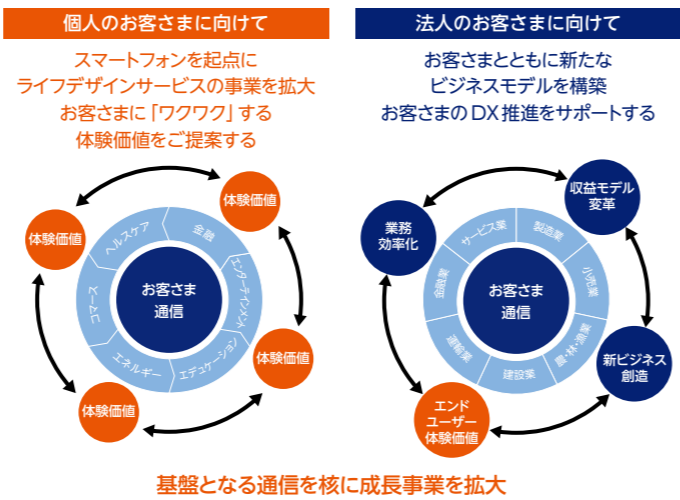 個人のお客さまに向けて
スマートフォンを起点に
ライフデザインサービスの事業を拡大
お客さまに「ワクワク」する
体験価値をご提案する
体験価値
体験価値
体験価値
体験価値
ヘルスケア
金融
エンターテインメント
エデュケーション
エネルギー
コマース
お客さま
通信
法人のお客さまに向けて
お客さまとともに新たな
ビジネスモデルを構築
お客さまのDX推進をサポートする
業務
効率化
収益モデル
変革
新ビジネス
創造
エンド
ユーザー
体験価値
サービス業
製造業
小売業
農・林・漁業
建設業
運輸業
金融業
お客さま
通信
基盤となる通信を核に成長事業を拡大